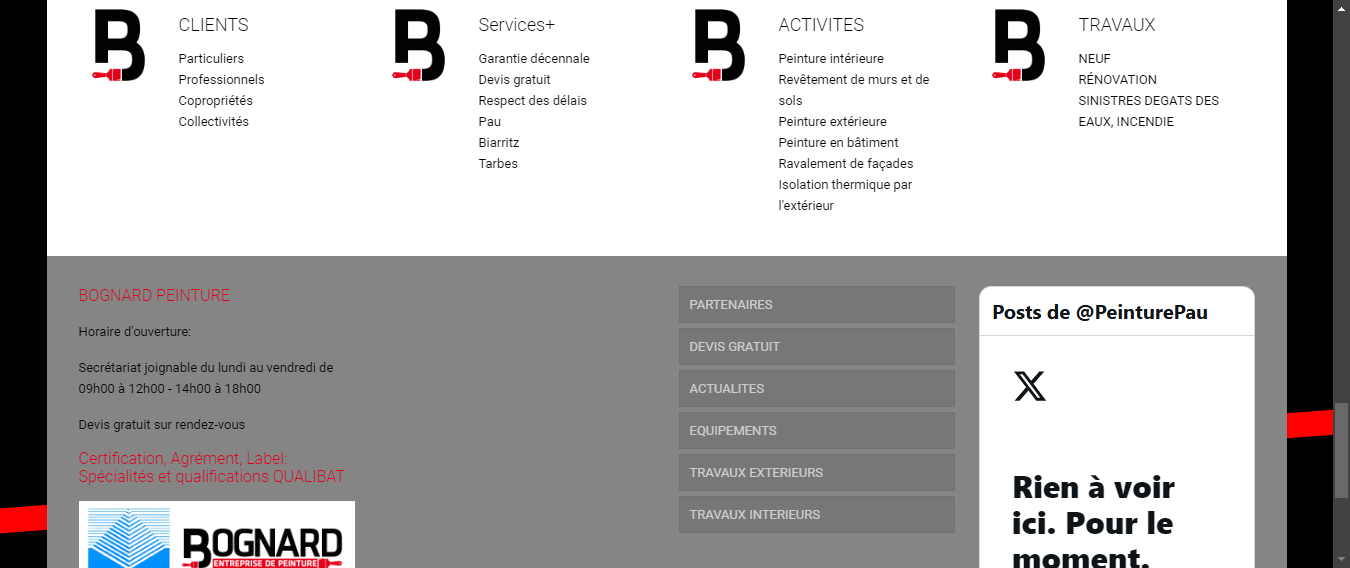 CLIENTS
Particuliers
Professionnels
Copropriétés
Collectivités
Services+
Garantie décennale
Devis gratuit
Respect des délais
Pau
Biarritz
Tarbes
ACTIVITES
Peinture intérieure
Revêtement de murs et de
sols
Peinture extérieure
Peinture en bâtiment
Ravalement de façades
Isolation thermique par
l'extérieur
TRAVAUX
NEUF
RÉNOVATION
SINISTRES DEGATS DES
EAUX, INCENDIE
BOGNARD PEINTURE
Horaire d'ouverture:
Secrétariat joignable du lundi au vendredi de
09h00 à 12h00 - 14h00 à 18h00
Devis gratuit sur rendez-vous
Certification, Agrément, Label:
Spécialités et qualifications QUALIBAT
BOGNARD
ENTREPRISE DE PEINTURE
PARTENAIRES
DEVIS GRATUIT
ACTUALITES
EQUIPEMENTS
TRAVAUX EXTERIEURS
TRAVAUX INTERIEURS
Posts de @PeinturePau
Rien à voir
ici. Pour le
moment.